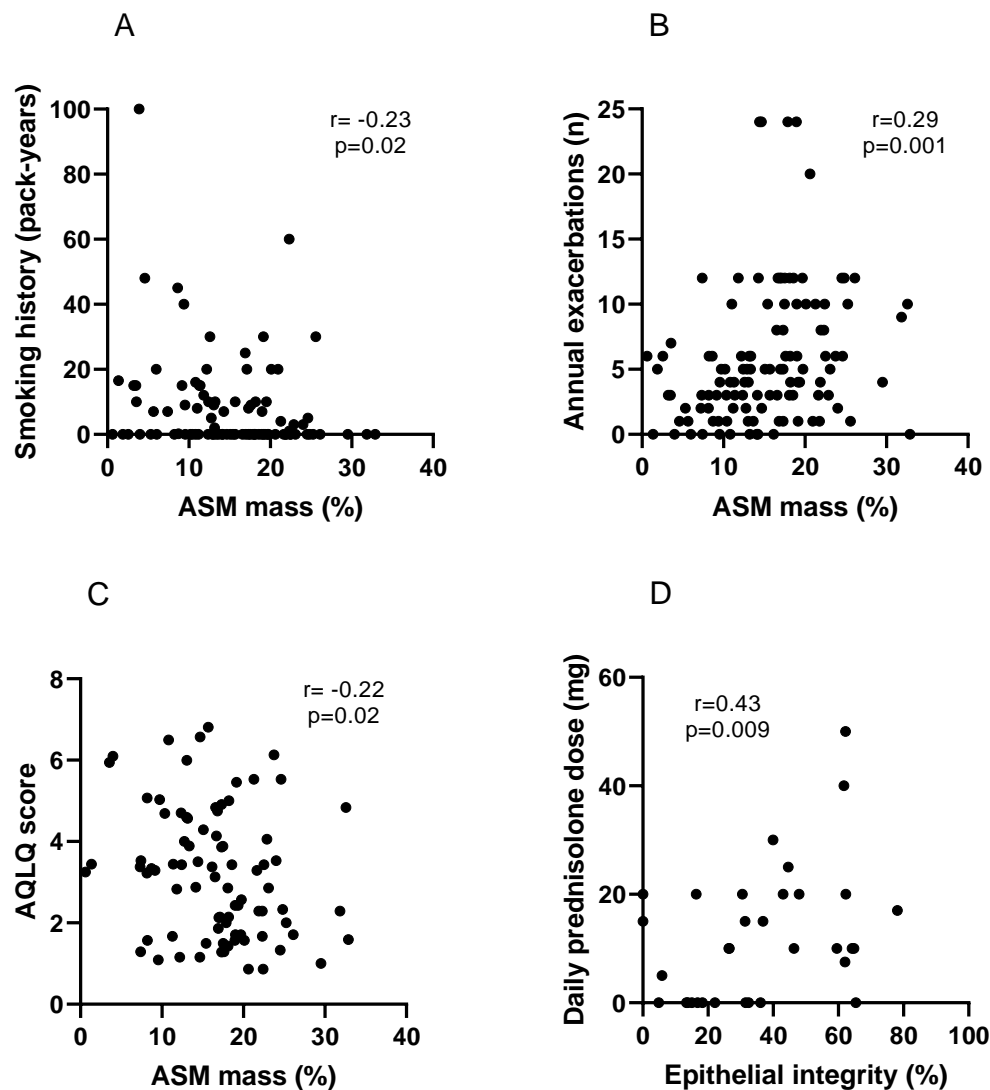 A
Smoking history (pack-years)
100
80
60
40
20
0
r= -0.23
p=0.02
0 10 20 30 40
ASM mass (%)
B
Annual exacerbations (n)
25
20
15
10
5
0
r=0.29
p=0.001
0 10 20 30 40
ASM mass (%)
C
AQLQ score
8
6
4
2
0
r= -0.22
p=0.02
0 10 20 30 40
ASM mass (%)
D
Daily prednisolone dose (mg)
60
40
20
0
r=0.43
p=0.009
0 20 40 60 80 100
Epithelial integrity (%)